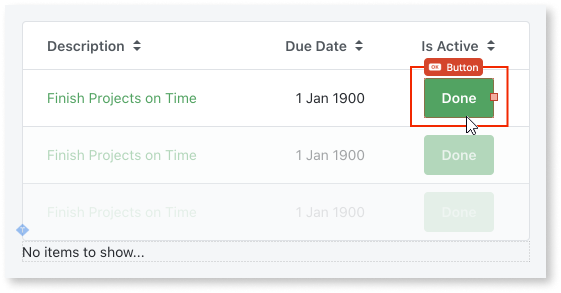 Description Due Date Is Active
OK Button
Finish Projects on Time 1 Jan 1900 Done
Finish Projects on Time 1 Jan 1900 Done
Finish Projects on Time 1 Jan 1900 Done
No items to show...